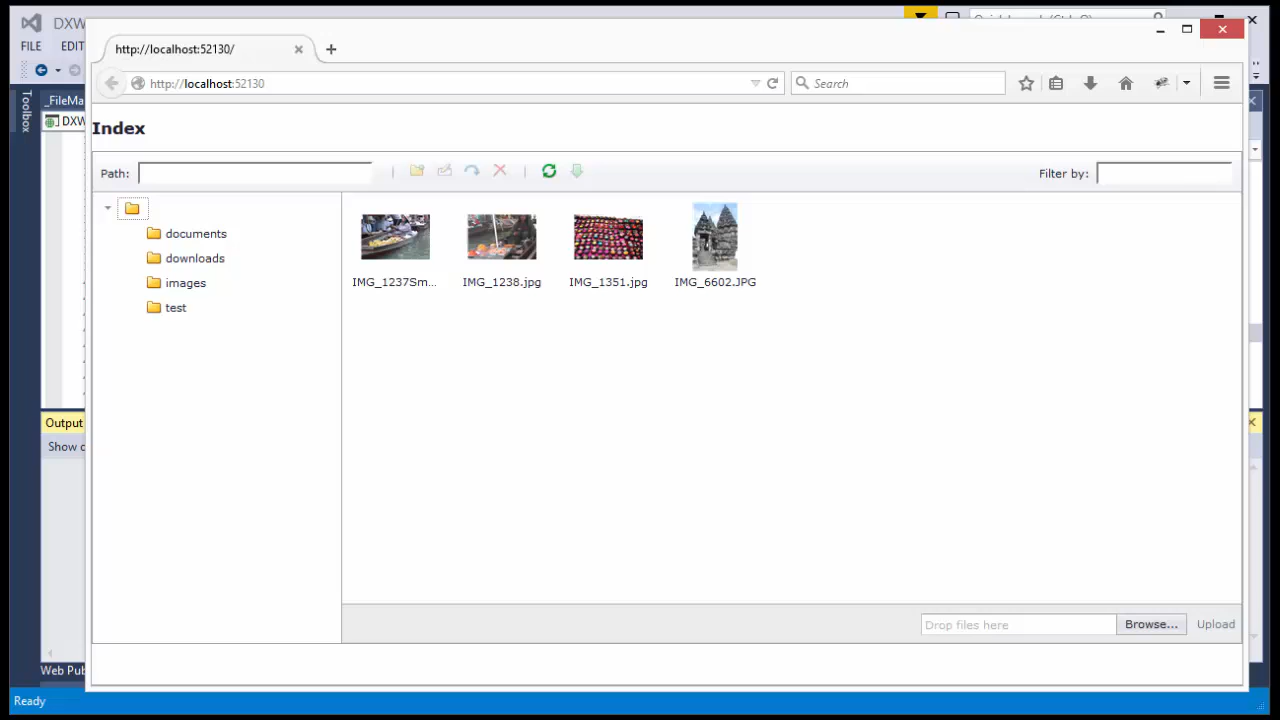 DXW
FILE EDIT
http://localhost:52130/
http://localhost:52130
Search
Toolbox
_FileMa
DXW
Index
Path:
Filter by:
documents
downloads
images
test
IMG_1237Sm... IMG_1238.jpg IMG_1351.jpg IMG_6602.JPG
Output
Show o
Drop files here Browse... Upload
Web Pub
Ready